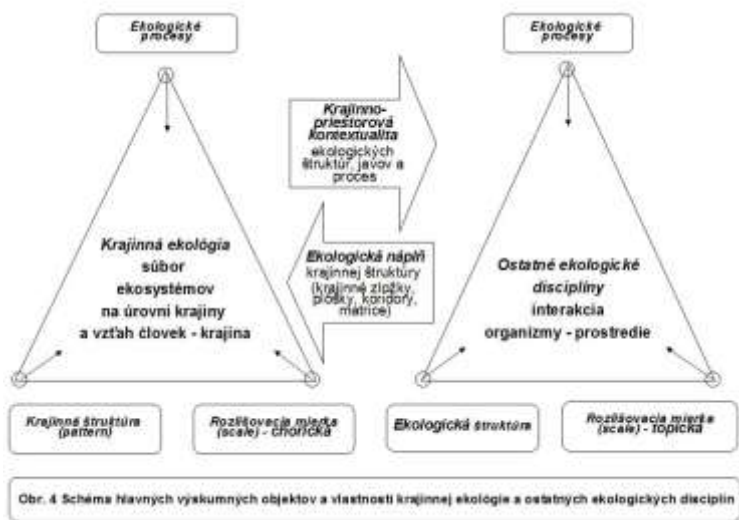 Ekologické
procesy
Ekologické
procesy
Krajinno-
priestorová
kontextualita
ekologických
štruktúr, javov a
proces
Krajinná ekológia
súbor
ekosystémov
na úrovni krajiny
a vzťah človek - krajina
Ekologická náplň
krajinnej štruktúry
(krajinné zložky,
plôšky, koridory,
matrice)
Ostatné ekologické
disciplíny
interakcia
organizmy - prostredie
Krajinná štruktúra
(pattern)
Rozlišovacia mierka
(scale) - chorická
Ekologická štruktúra
Rozlišovacia mierka
(scale) - topická
Obr. 4 Schéma hlavných výskumných objektov a vlastností krajinnej ekológie a ostatných ekologických disciplín